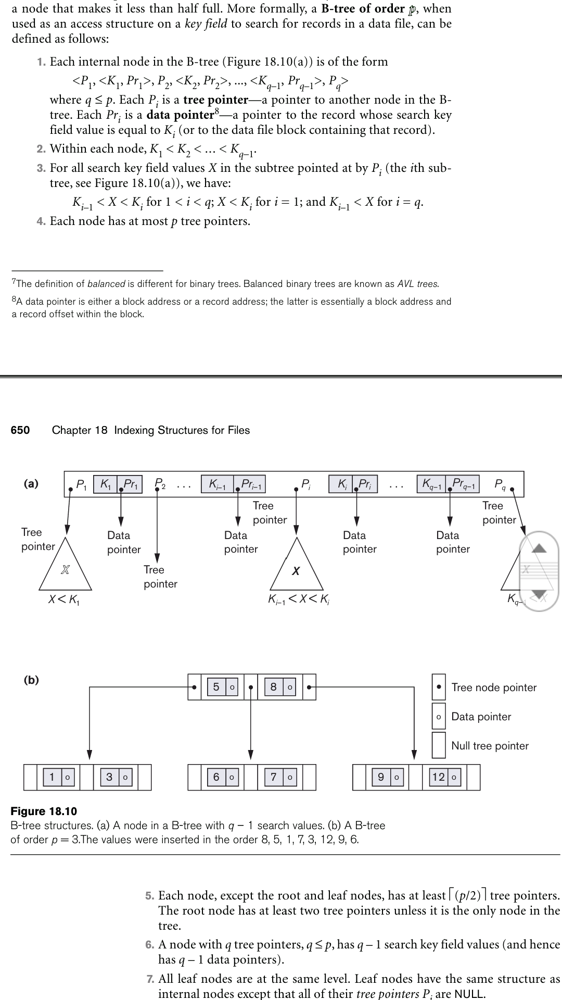 a node that makes it less than half full. More formally, a B-tree of order p, when
used as an access structure on a key field to search for records in a data file, can be
defined as follows:
1. Each internal node in the B-tree (Figure 18.10(a)) is of the form
<P1, <K1, Pr1>, P2, <K2, Pr2>, ..., <Kq–1, Prq–1>, Pq>
where q ≤ p. Each Pi is a tree pointer—a pointer to another node in the B-
tree. Each Pri is a data pointer8—a pointer to the record whose search key
field value is equal to Ki (or to the data file block containing that record).
2. Within each node, K1 < K2 < ... < Kq–1.
3. For all search key field values X in the subtree pointed at by Pi (the ith sub-
tree, see Figure 18.10(a)), we have:
Ki–1 < X < Ki for 1 < i < q; X < Ki for i = 1; and Ki–1 < X for i = q.
4. Each node has at most p tree pointers.
7The definition of balanced is different for binary trees. Balanced binary trees are known as AVL trees.
8A data pointer is either a block address or a record address; the latter is essentially a block address and
a record offset within the block.
650 Chapter 18 Indexing Structures for Files
(a) P1 K1 Pr1 P2 ... Ki–1 Pri–1 Pi Ki Pri ... Kq–1 Prq–1 Pq
Tree
pointer
Data
pointer
Tree
pointer
Data
pointer
Tree
pointer
Data
pointer
Data
pointer
Tree
pointer
X X X
X < K1 Ki–1 < X < Ki Kq–1 < X
(b) 5 o 8 o
Tree node pointer
o Data pointer
Null tree pointer
1 o 3 o 6 o 7 o 9 o 12 o
Figure 18.10
B-tree structures. (a) A node in a B-tree with q – 1 search values. (b) A B-tree
of order p = 3.The values were inserted in the order 8, 5, 1, 7, 3, 12, 9, 6.
5. Each node, except the root and leaf nodes, has at least ⌈(p/2)⌉ tree pointers.
The root node has at least two tree pointers unless it is the only node in the
tree.
6. A node with q tree pointers, q ≤ p, has q – 1 search key field values (and hence
has q – 1 data pointers).
7. All leaf nodes are at the same level. Leaf nodes have the same structure as
internal nodes except that all of their tree pointers Pi are NULL.